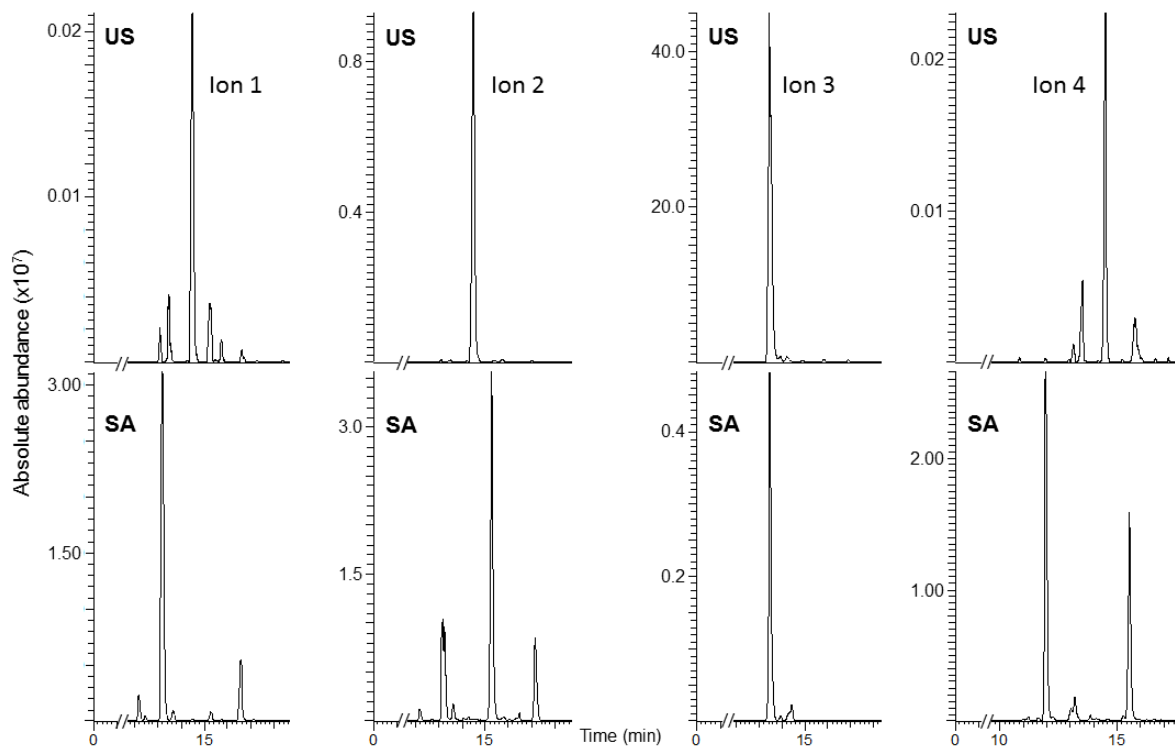 US
US
US
US
Ion 1
Ion 2
Ion 3
Ion 4
0.02
0.01
0.8
0.4
40.0
20.0
0.02
0.01
Absolute abundance (x10⁷)
SA
SA
SA
SA
3.00
1.50
3.0
1.5
0.4
0.2
2.00
1.00
0
15
0
15
Time (min)
0
15
0
10
15